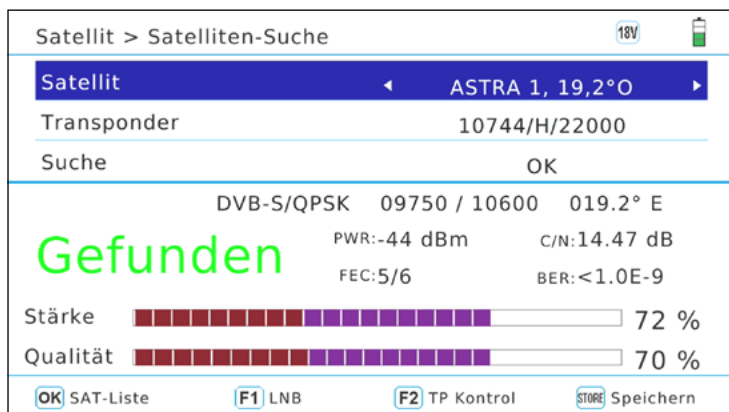 Satellit > Satelliten-Suche 18V
Satellit ASTRA 1, 19,2°O
Transponder 10744/H/22000
Suche OK
DVB-S/QPSK 09750 / 10600 019.2° E
Gefunden
PWR:-44 dBm C/N:14.47 dB
FEC:5/6 BER:<1.0E-9
Stärke 72 %
Qualität 70 %
OK SAT-Liste F1 LNB F2 TP Kontrol STORE Speichern